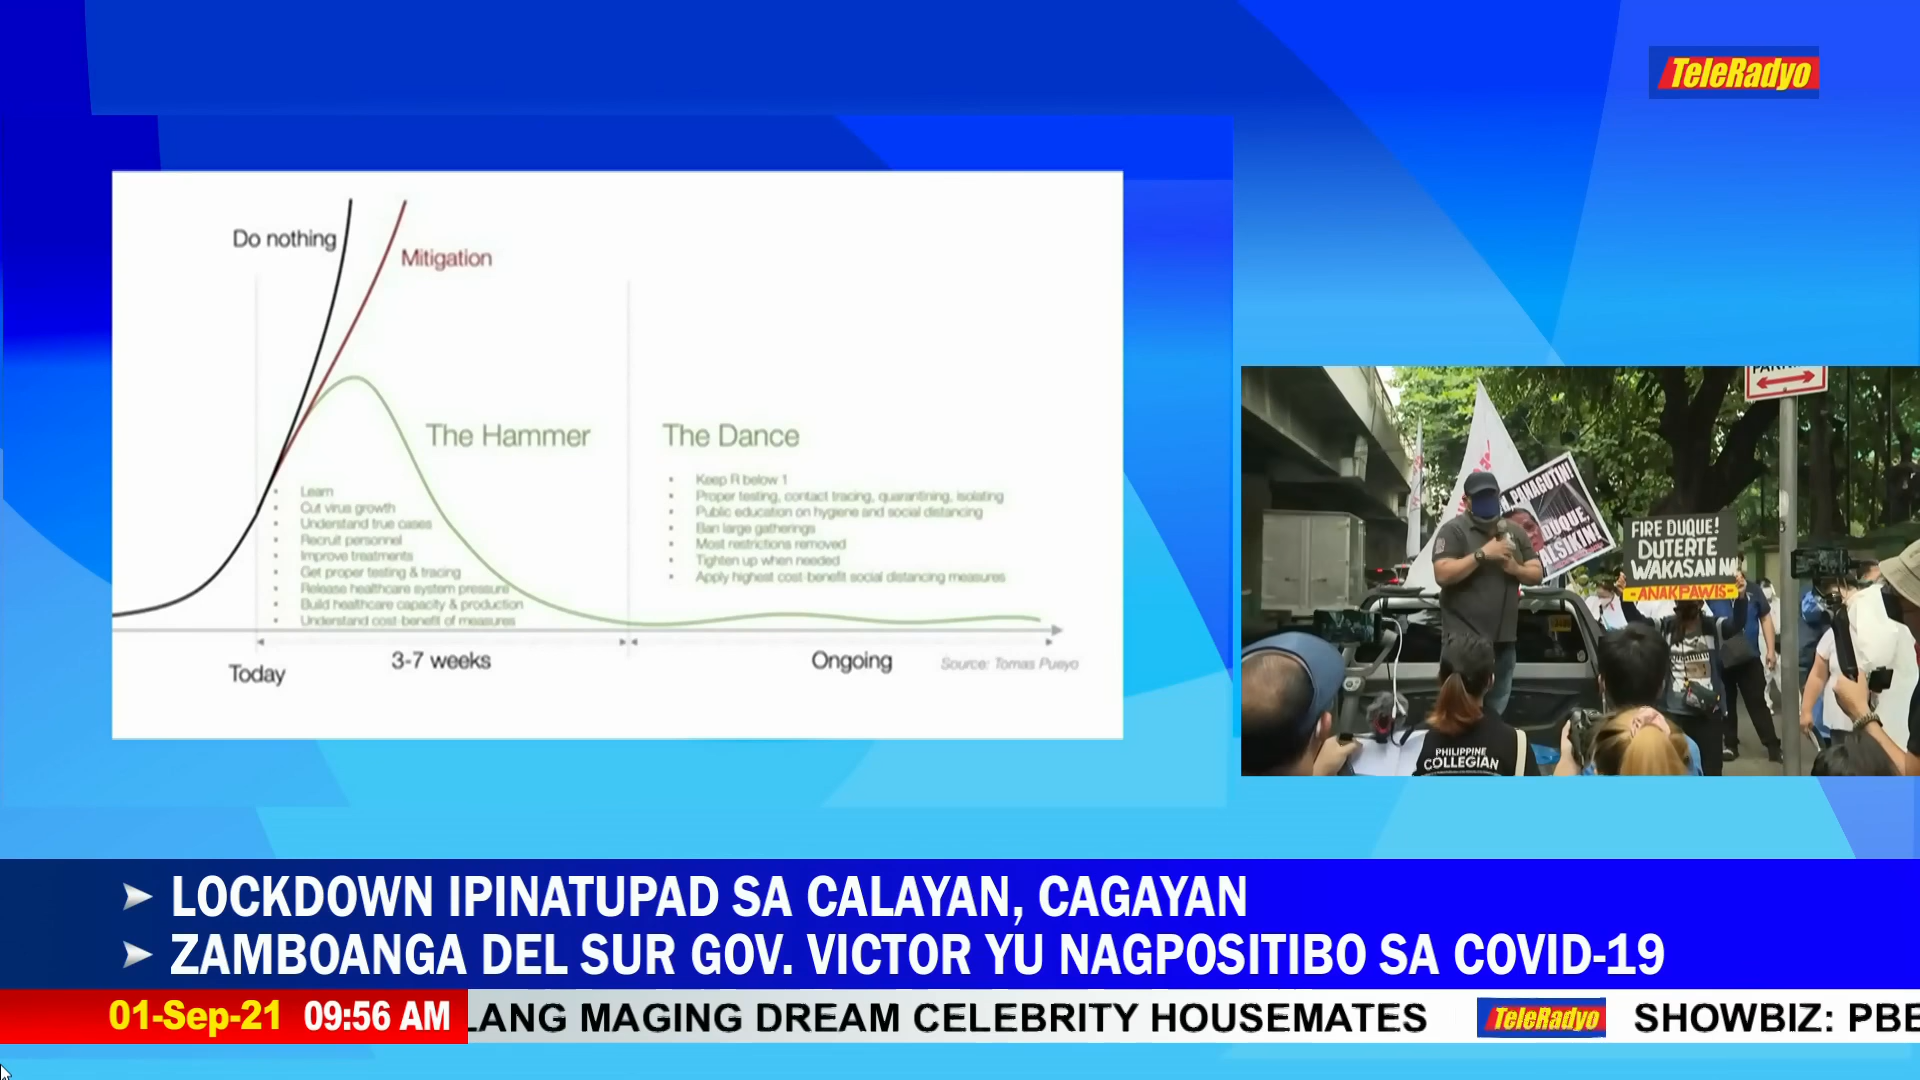 TeleRadyo
Do nothing
Mitigation
The Hammer
Learn
Cut virus growth
Understand true cases
Recruit personnel
Improve treatments
Get proper testing & tracing
Release healthcare system pressure
Build healthcare capacity & production
Understand cost-benefit of measures
The Dance
Keep R below 1
Proper testing, contact tracing, quarantining, isolating
Public education on hygiene and social distancing
Ban large gatherings
Most restrictions removed
Tighten up when needed
Apply highest cost-benefit social distancing measures
Today
3-7 weeks
Ongoing
Source: Tomas Pueyo
PANAGUTIN!
DUQUE,
FIRE DUQUE!
DUTERTE
WAKASAN NA
-ANAKPAWIS-
PHILIPPINE
COLLEGIAN
LOCKDOWN IPINATUPAD SA CALAYAN, CAGAYAN
ZAMBOANGA DEL SUR GOV. VICTOR YU NAGPOSITIBO SA COVID-19
01-Sep-21 09:56 AM LANG MAGING DREAM CELEBRITY HOUSEMATES TeleRadyo SHOWBIZ: PBE